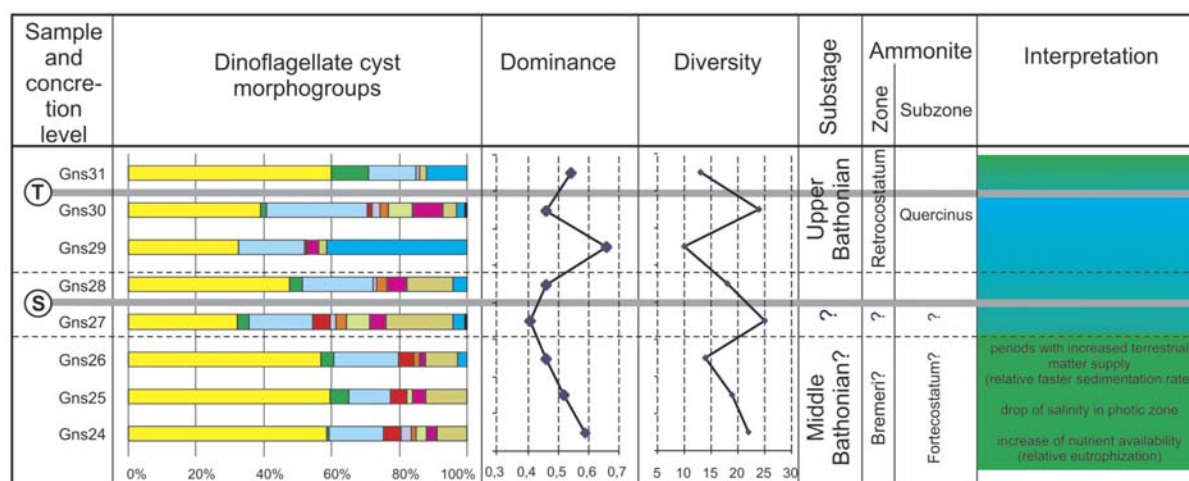 Sample
and
concre-
tion
level
Dinoflagellate cyst
morphogroups
Dominance
Diversity
Substage
Ammonite
Zone
Subzone
Interpretation
Gns31
T
Gns30
Gns29
Gns28
S
Gns27
Gns26
Gns25
Gns24
0%
20%
40%
60%
80%
100%
0,3
0,4
0,5
0,6
0,7
5
10
15
20
25
30
Upper
Bathonian
?
Middle
Bathonian?
Retrocostatum
?
Bremeri?
Quercinus
?
Fortecostatum?
periods with increased terrestrial
matter supply
(relative faster sedimentation rate
drop of salinity in photic zone
increase of nutrient availability
(relative eutrophization)